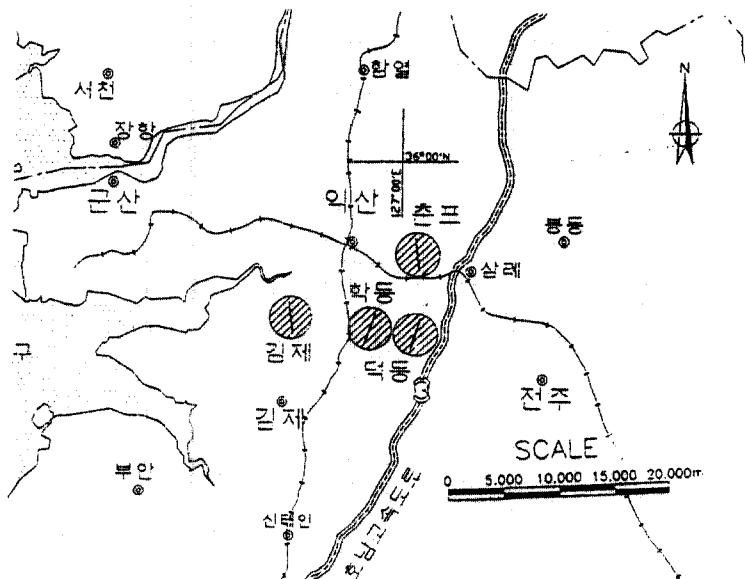 함열
서천
N
장항
36°00'N
127°00'E
군산
익산
춘포
봉동
삼례
학동
김제
구
덕동
김제
전주
SCALE
부안
0 5.000 10.000 15.000 20.000m
신태인
호남고속도로